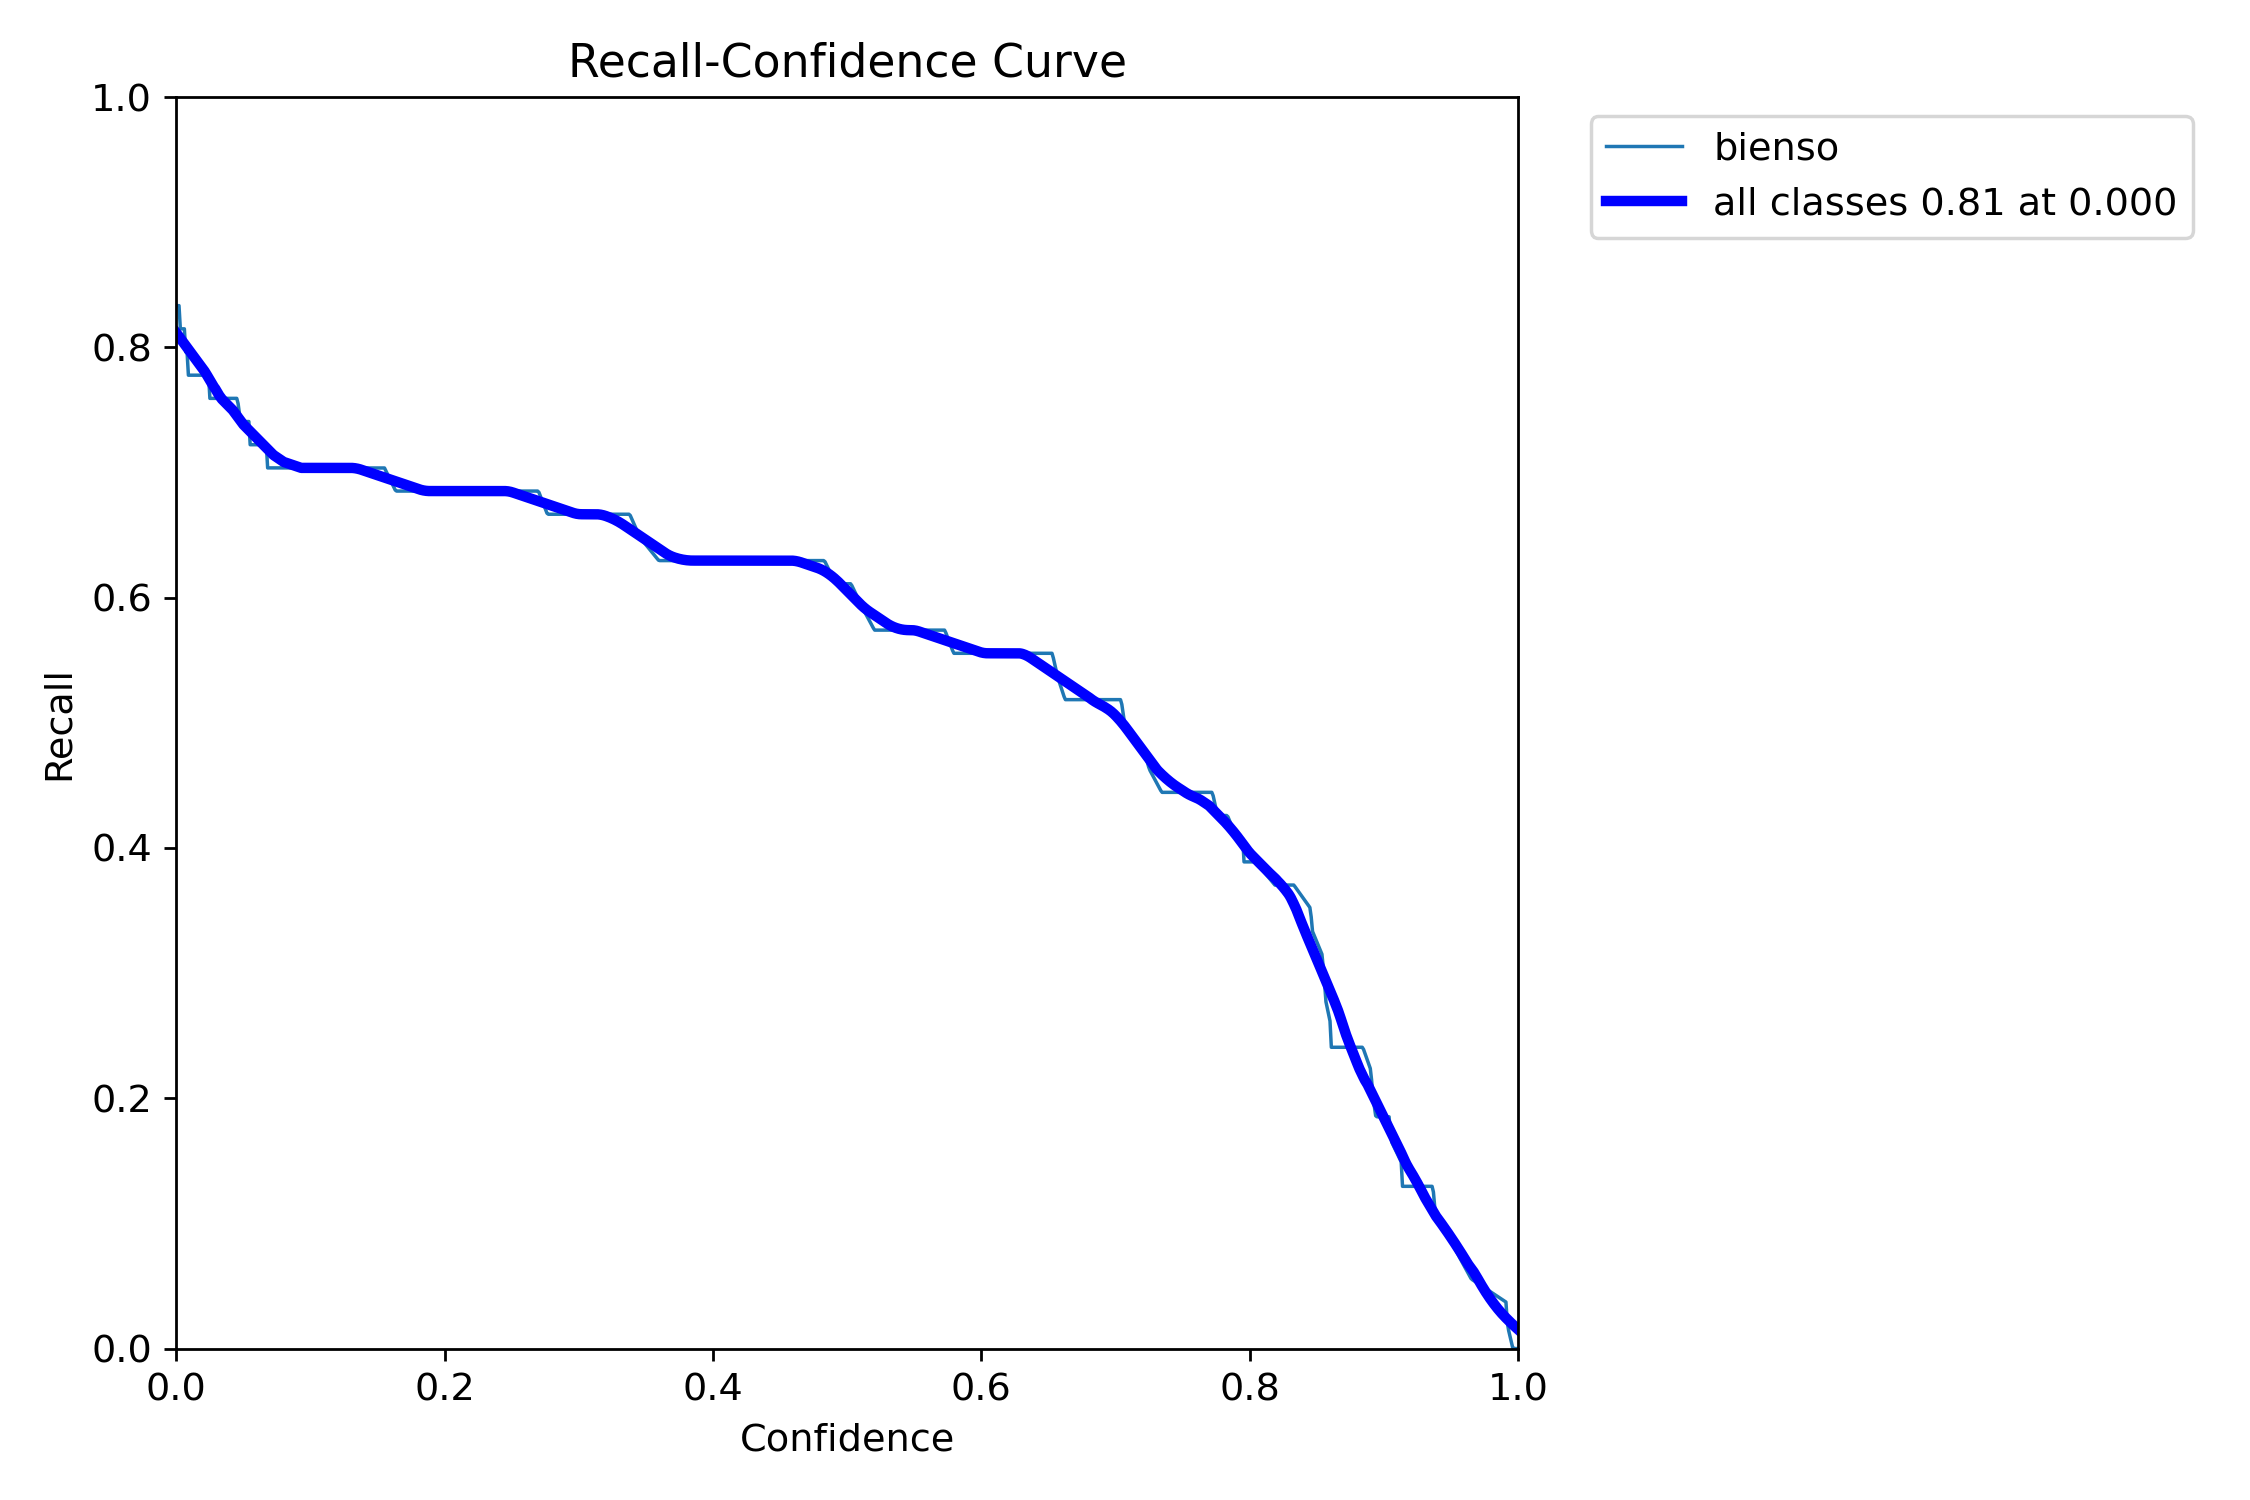 Recall-Confidence Curve
1.0
0.8
0.6
0.4
0.2
0.0
Recall
0.0 0.2 0.4 0.6 0.8 1.0
Confidence
bienso
all classes 0.81 at 0.000